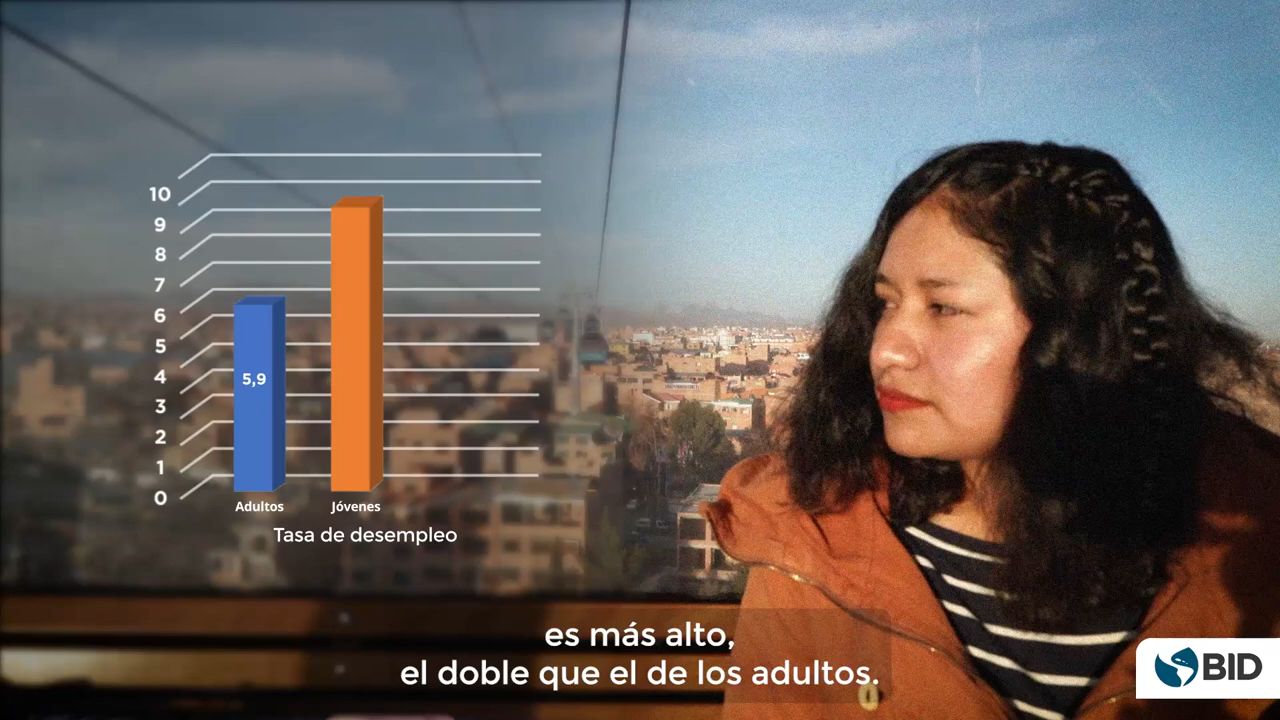 10
9
8
7
6
5
4
3
2
1
0
5,9
Adultos
Jóvenes
Tasa de desempleo
es más alto,
el doble que el de los adultos.
BID